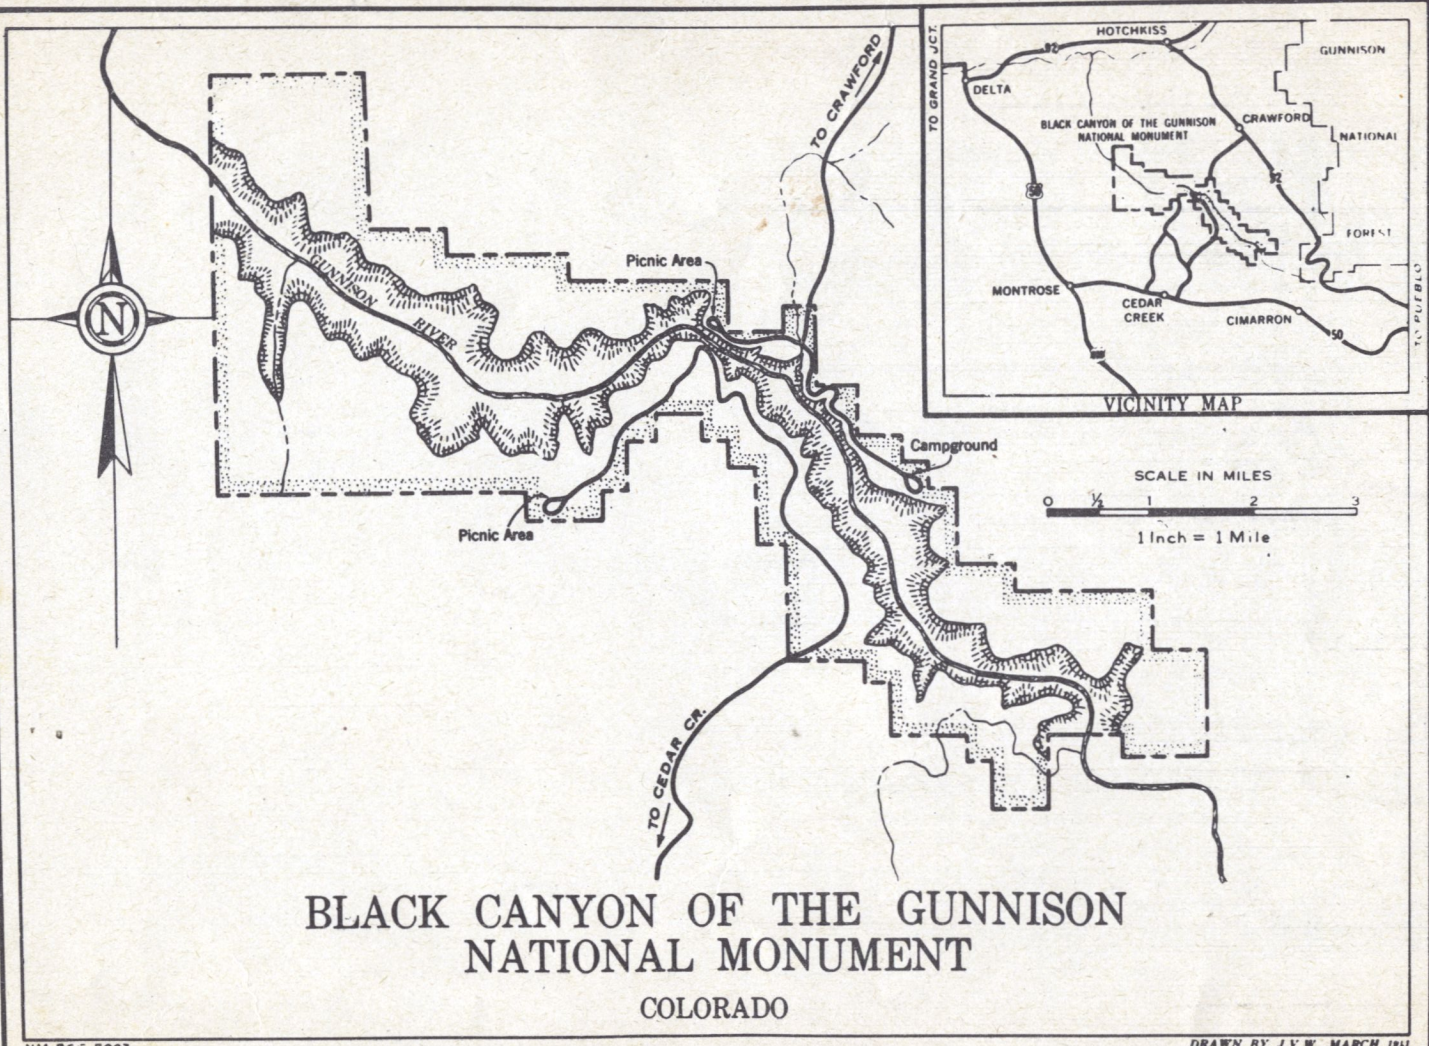 TO CRAWFORD
TO GRAND JCT.
HOTCHKISS
92
GUNNISON
DELTA
BLACK CANYON OF THE GUNNISON
NATIONAL MONUMENT
CRAWFORD
NATIONAL
50
92
FOREST
MONTROSE
CEDAR
CREEK
CIMARRON
50
TO PUEBLO
VICINITY MAP
N
GUNNISON
RIVER
Picnic Area
Campground
Picnic Area
SCALE IN MILES
0 ½ 1 2 3
1 Inch = 1 Mile
TO CEDAR CR.
BLACK CANYON OF THE GUNNISON
NATIONAL MONUMENT
COLORADO
DRAWN BY J.V.W. MARCH